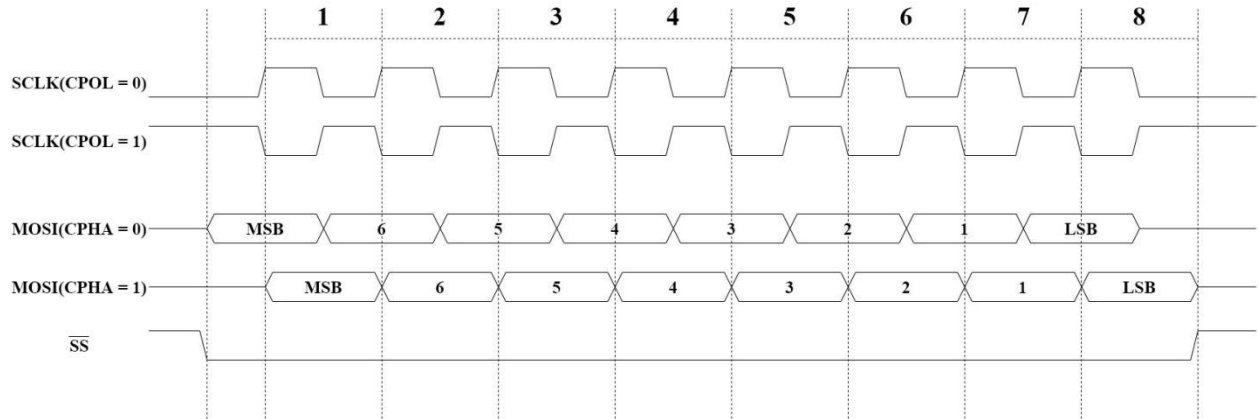 1 2 3 4 5 6 7 8
SCLK(CPOL = 0)
SCLK(CPOL = 1)
MOSI(CPHA = 0) MSB 6 5 4 3 2 1 LSB
MOSI(CPHA = 1) MSB 6 5 4 3 2 1 LSB
S̅S̅